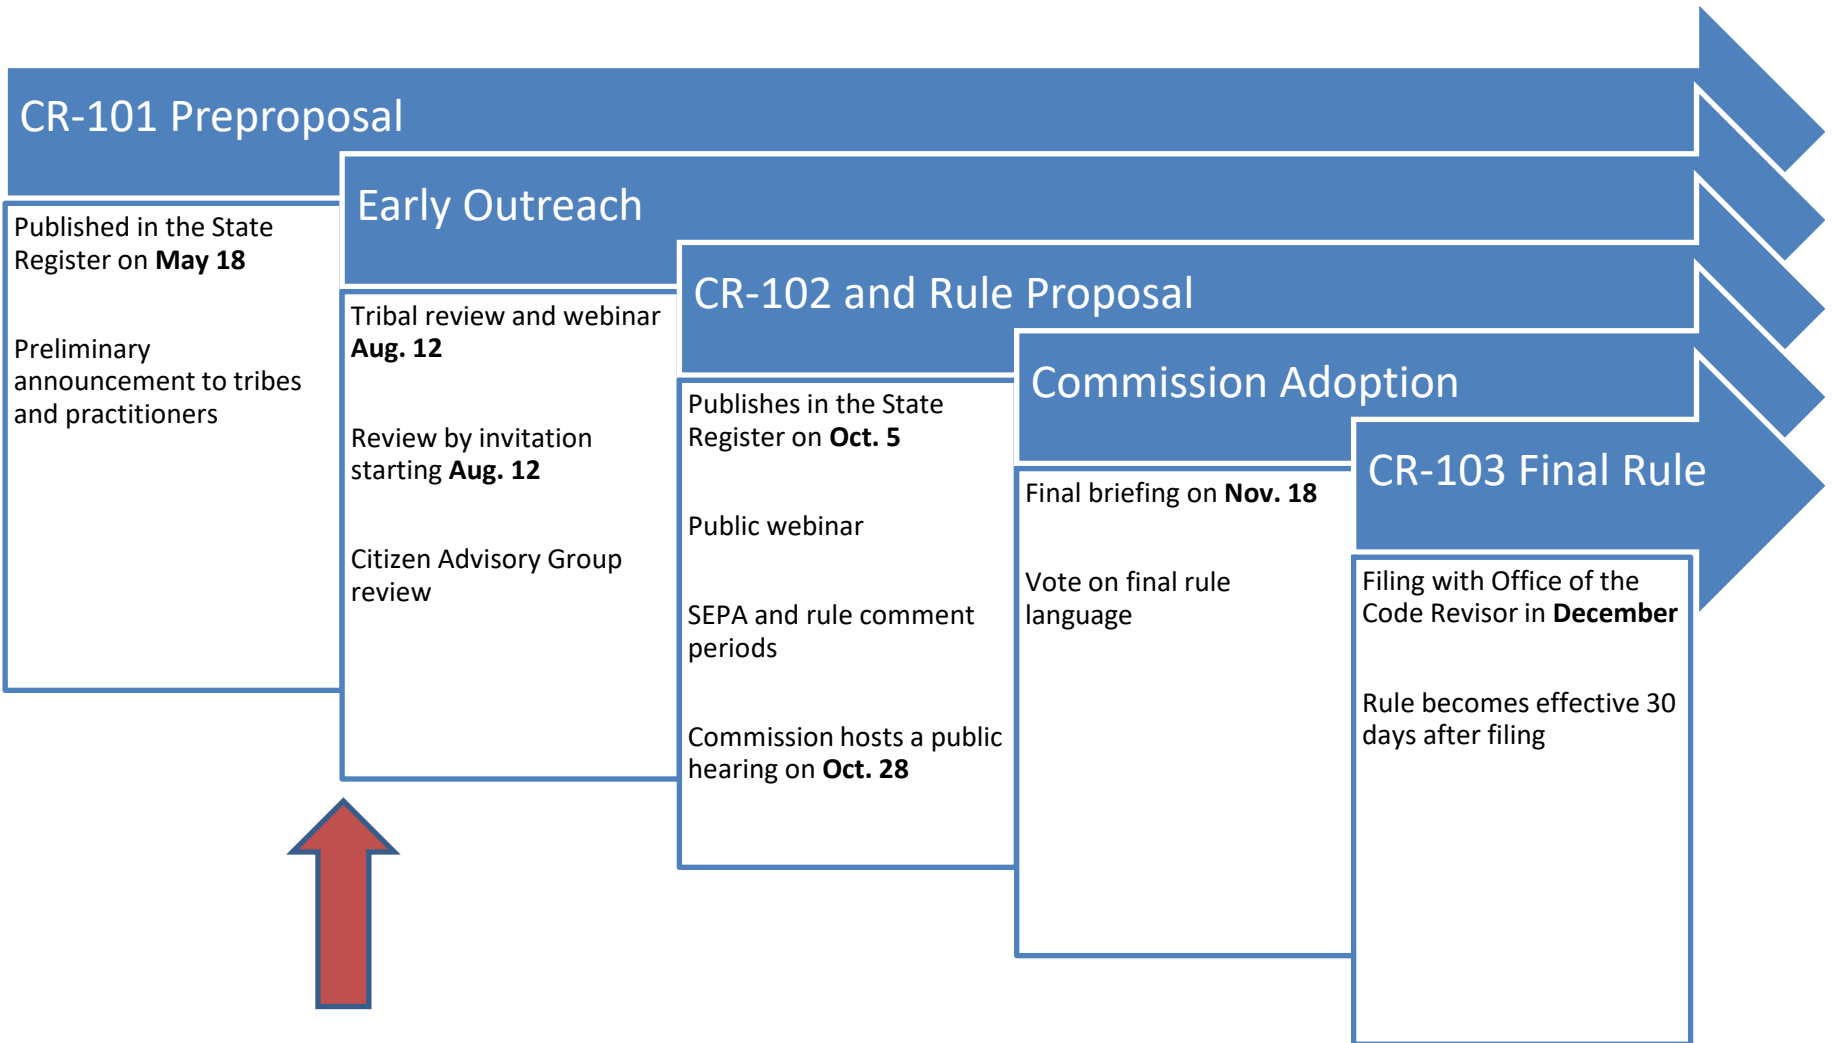 CR-101 Preproposal
Published in the State
Register on May 18
Preliminary
announcement to tribes
and practitioners
Early Outreach
Tribal review and webinar
Aug. 12
Review by invitation
starting Aug. 12
Citizen Advisory Group
review
CR-102 and Rule Proposal
Publishes in the State
Register on Oct. 5
Public webinar
SEPA and rule comment
periods
Commission hosts a public
hearing on Oct. 28
Commission Adoption
Final briefing on Nov. 18
Vote on final rule
language
CR-103 Final Rule
Filing with Office of the
Code Revisor in December
Rule becomes effective 30
days after filing